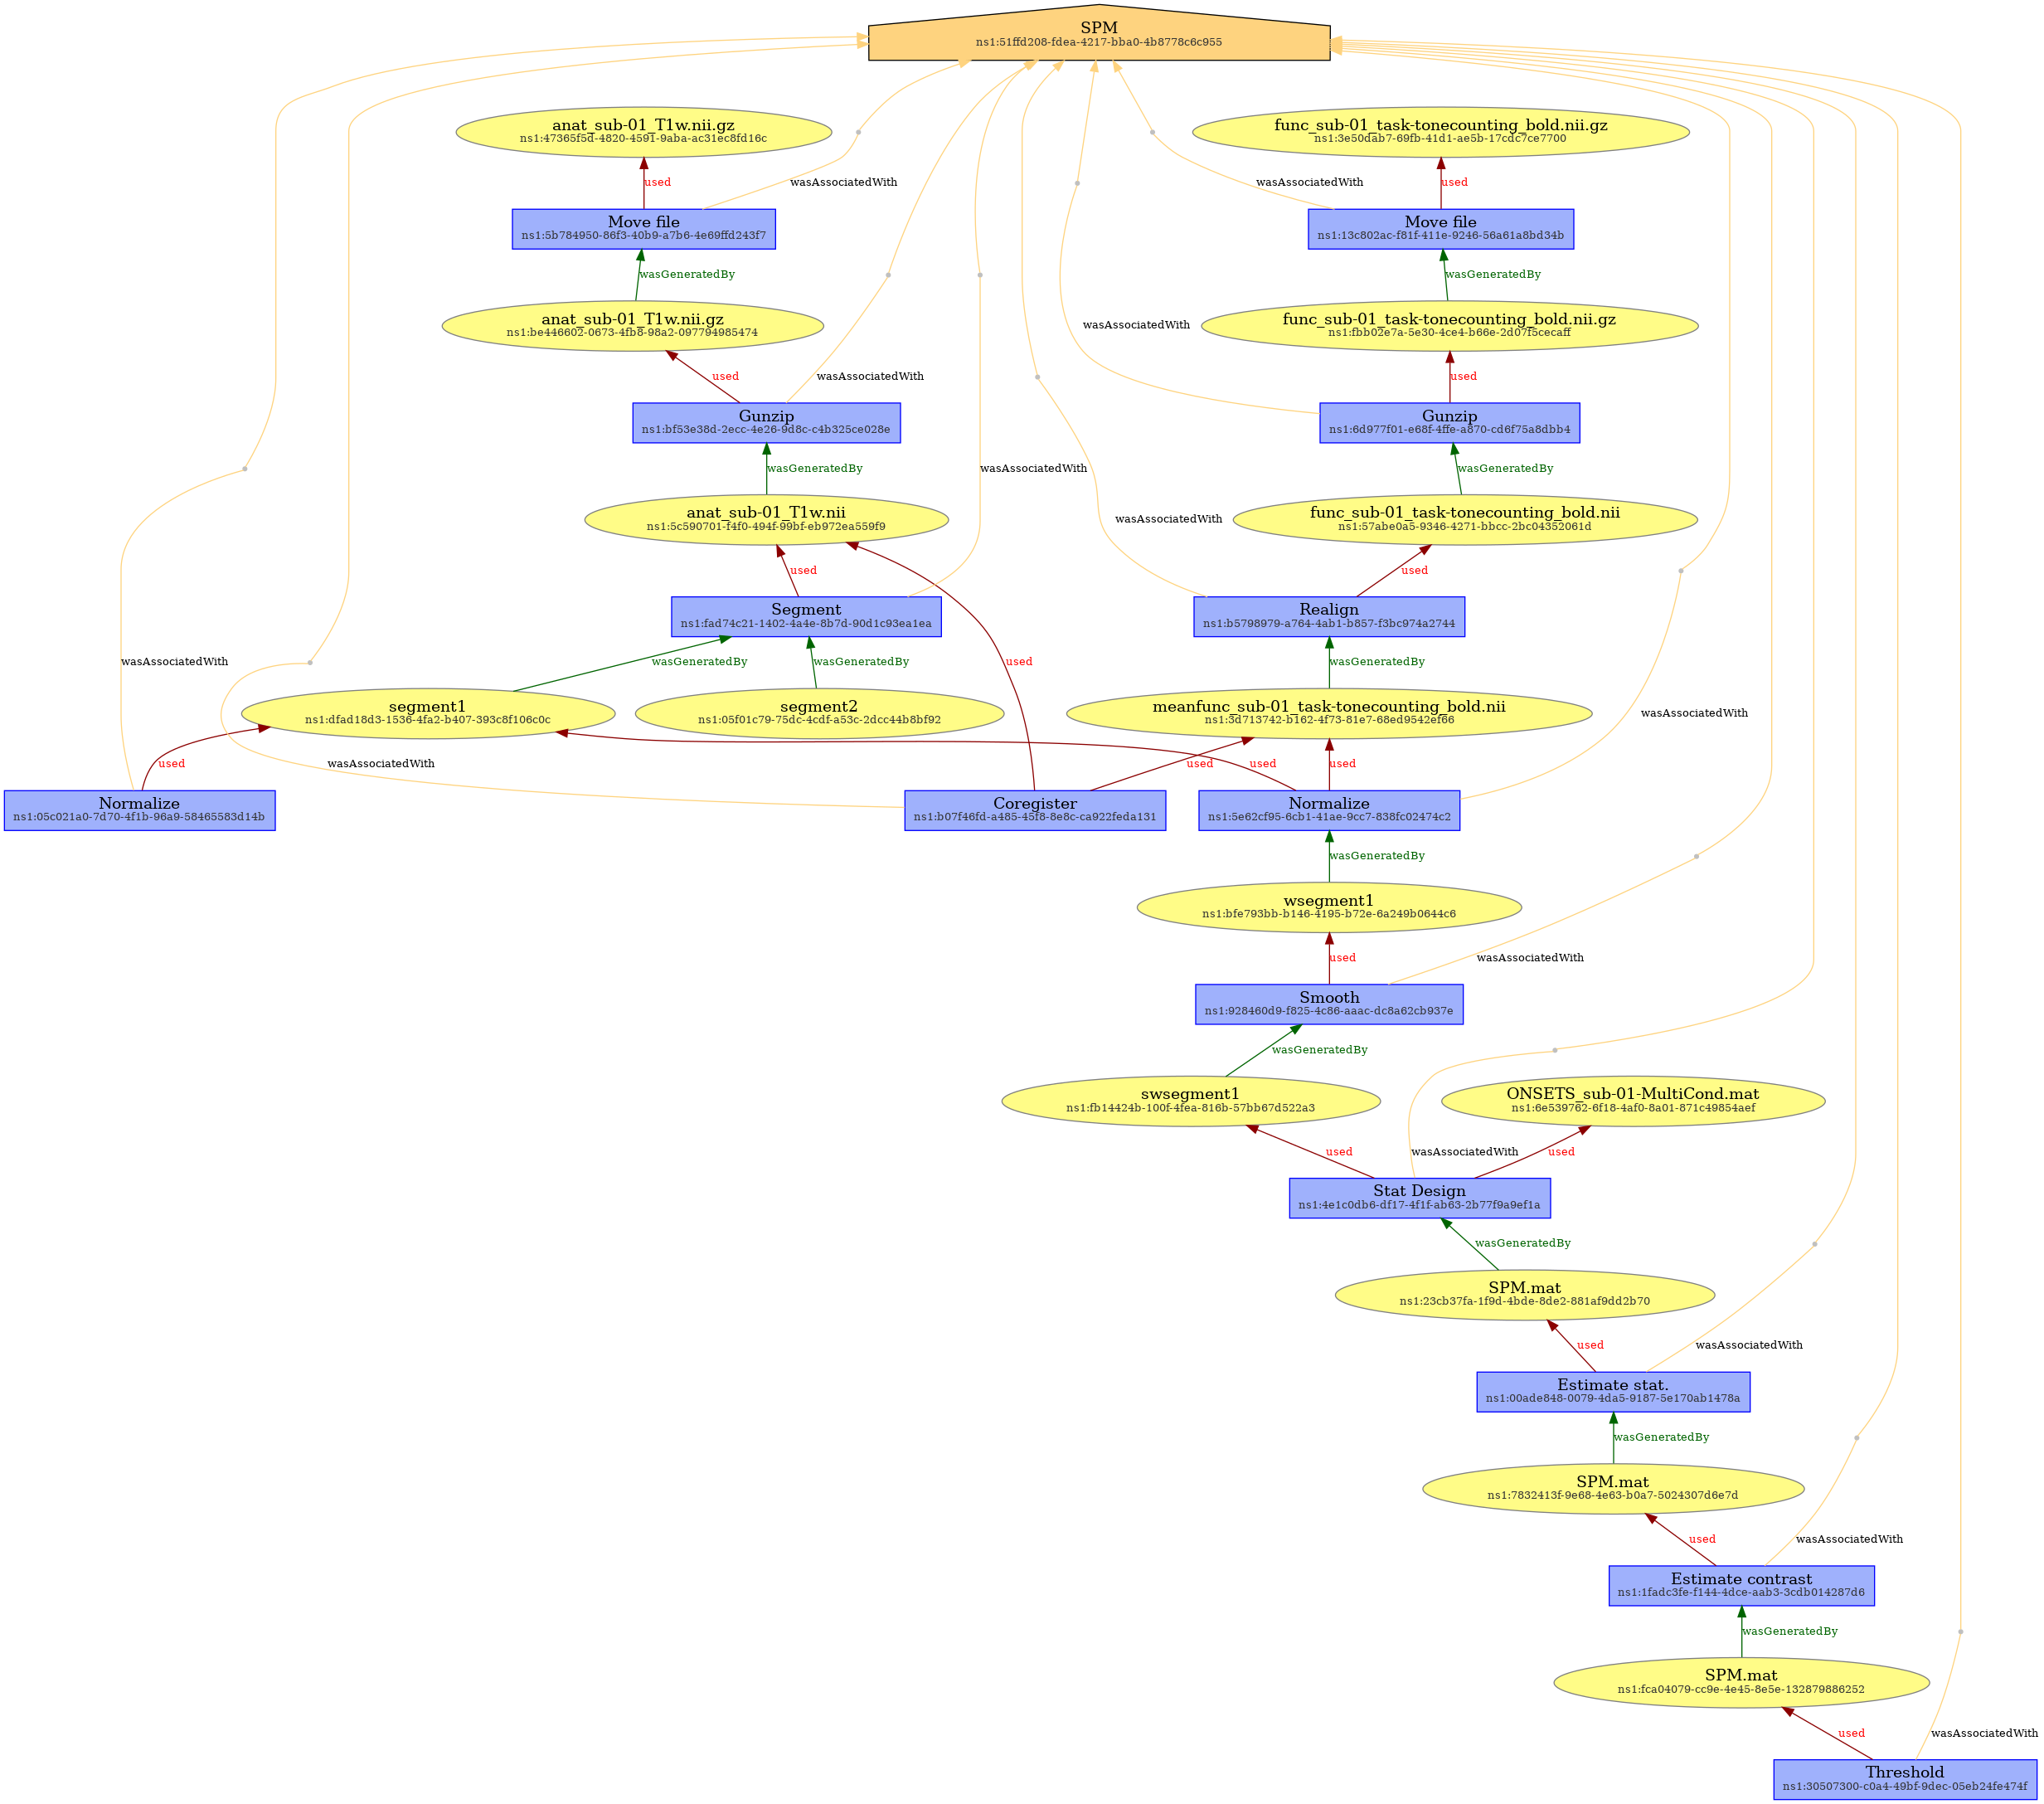 SPM
ns1:51ffd208-fdea-4217-bba0-4b8778c6c955
anat_sub-01_T1w.nii.gz
ns1:47365f5d-4820-4591-9aba-ac31ec8fd16c
func_sub-01_task-tonecounting_bold.nii.gz
ns1:3e50dab7-69fb-41d1-ae5b-17cdc7ce7700
used
wasAssociatedWith
wasAssociatedWith
used
Move file
ns1:5b784950-86f3-40b9-a7b6-4e69ffd243f7
Move file
ns1:13c802ac-f81f-411e-9246-56a61a8bd34b
wasGeneratedBy
wasGeneratedBy
anat_sub-01_T1w.nii.gz
ns1:be446602-0673-4fb8-98a2-097794985474
wasAssociatedWith
func_sub-01_task-tonecounting_bold.nii.gz
ns1:fbb02e7a-5e30-4ce4-b66e-2d07f5cecaff
used
wasAssociatedWith
used
Gunzip
ns1:bf53e38d-2ecc-4e26-9d8c-c4b325ce028e
Gunzip
ns1:6d977f01-e68f-4ffe-a870-cd6f75a8dbb4
wasGeneratedBy
wasAssociatedWith
wasGeneratedBy
anat_sub-01_T1w.nii
ns1:5c590701-f4f0-494f-99bf-eb972ea559f9
wasAssociatedWith
func_sub-01_task-tonecounting_bold.nii
ns1:57abe0a5-9346-4271-bbcc-2bc04352061d
used
used
Segment
ns1:fad74c21-1402-4a4e-8b7d-90d1c93ea1ea
Realign
ns1:b5798979-a764-4ab1-b857-f3bc974a2744
wasAssociatedWith
wasGeneratedBy
wasGeneratedBy
used
wasGeneratedBy
segment1
ns1:dfad18d3-1536-4fa2-b407-393c8f106c0c
segment2
ns1:05f01c79-75dc-4cdf-a53c-2dcc44b8bf92
meanfunc_sub-01_task-tonecounting_bold.nii
ns1:3d713742-b162-4f73-81e7-68ed9542ef66
wasAssociatedWith
used
wasAssociatedWith
used
used
used
Normalize
ns1:05c021a0-7d70-4f1b-96a9-58465583d14b
Coregister
ns1:b07f46fd-a485-45f8-8e8c-ca922feda131
Normalize
ns1:5e62cf95-6cb1-41ae-9cc7-838fc02474c2
wasGeneratedBy
wsegment1
ns1:bfe793bb-b146-4195-b72e-6a249b0644c6
used
wasAssociatedWith
Smooth
ns1:928460d9-f825-4c86-aaac-dc8a62cb937e
wasGeneratedBy
swsegment1
ns1:fb14424b-100f-4fea-816b-57bb67d522a3
ONSETS_sub-01-MultiCond.mat
ns1:6e539762-6f18-4af0-8a01-871c49854aef
used
wasAssociatedWith
used
Stat Design
ns1:4e1c0db6-df17-4f1f-ab63-2b77f9a9ef1a
wasGeneratedBy
SPM.mat
ns1:23cb37fa-1f9d-4bde-8de2-881af9dd2b70
used
wasAssociatedWith
Estimate stat.
ns1:00ade848-0079-4da5-9187-5e170ab1478a
wasGeneratedBy
SPM.mat
ns1:7832413f-9e68-4e63-b0a7-5024307d6e7d
used
wasAssociatedWith
Estimate contrast
ns1:1fadc3fe-f144-4dce-aab3-3cdb014287d6
wasGeneratedBy
SPM.mat
ns1:fca04079-cc9e-4e45-8e5e-132879886252
used
wasAssociatedWith
Threshold
ns1:30507300-c0a4-49bf-9dec-05eb24fe474f